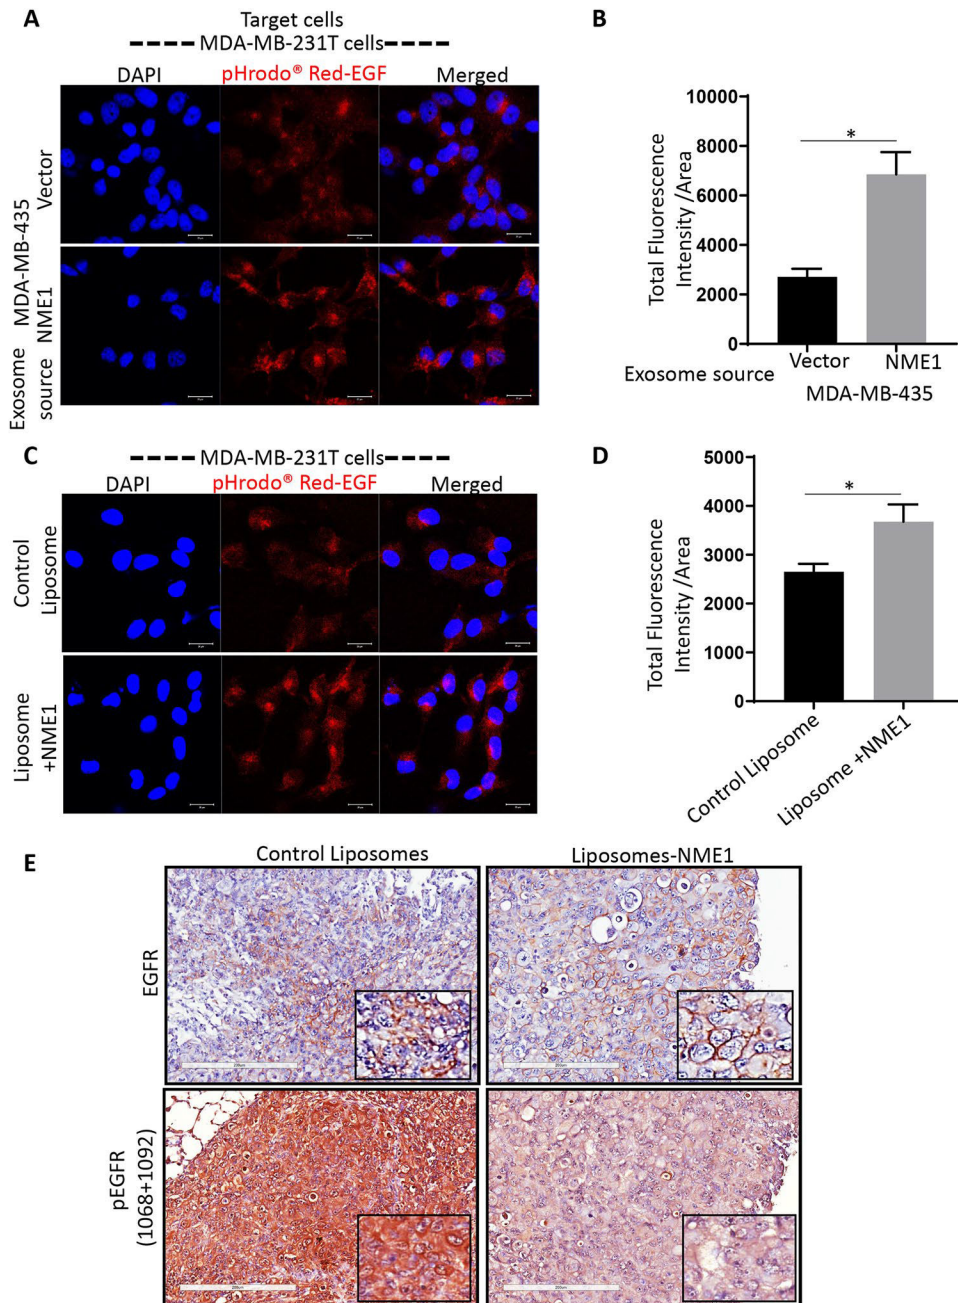 A
Target cells
MDA-MB-231T cells
DAPI
pHrodo® Red-EGF
Merged
Exosome source
MDA-MB-435
Vector
NME1
B
Total Fluorescence
Intensity /Area
10000
8000
6000
4000
2000
0
*
Exosome source
Vector
NME1
MDA-MB-435
C
MDA-MB-231T cells
DAPI
pHrodo® Red-EGF
Merged
Control
Liposome
Liposome
+NME1
D
Total Fluorescence
Intensity /Area
5000
4000
3000
2000
1000
0
*
Control Liposome
Liposome +NME1
E
Control Liposomes
Liposomes-NME1
EGFR
pEGFR
(1068+1092)